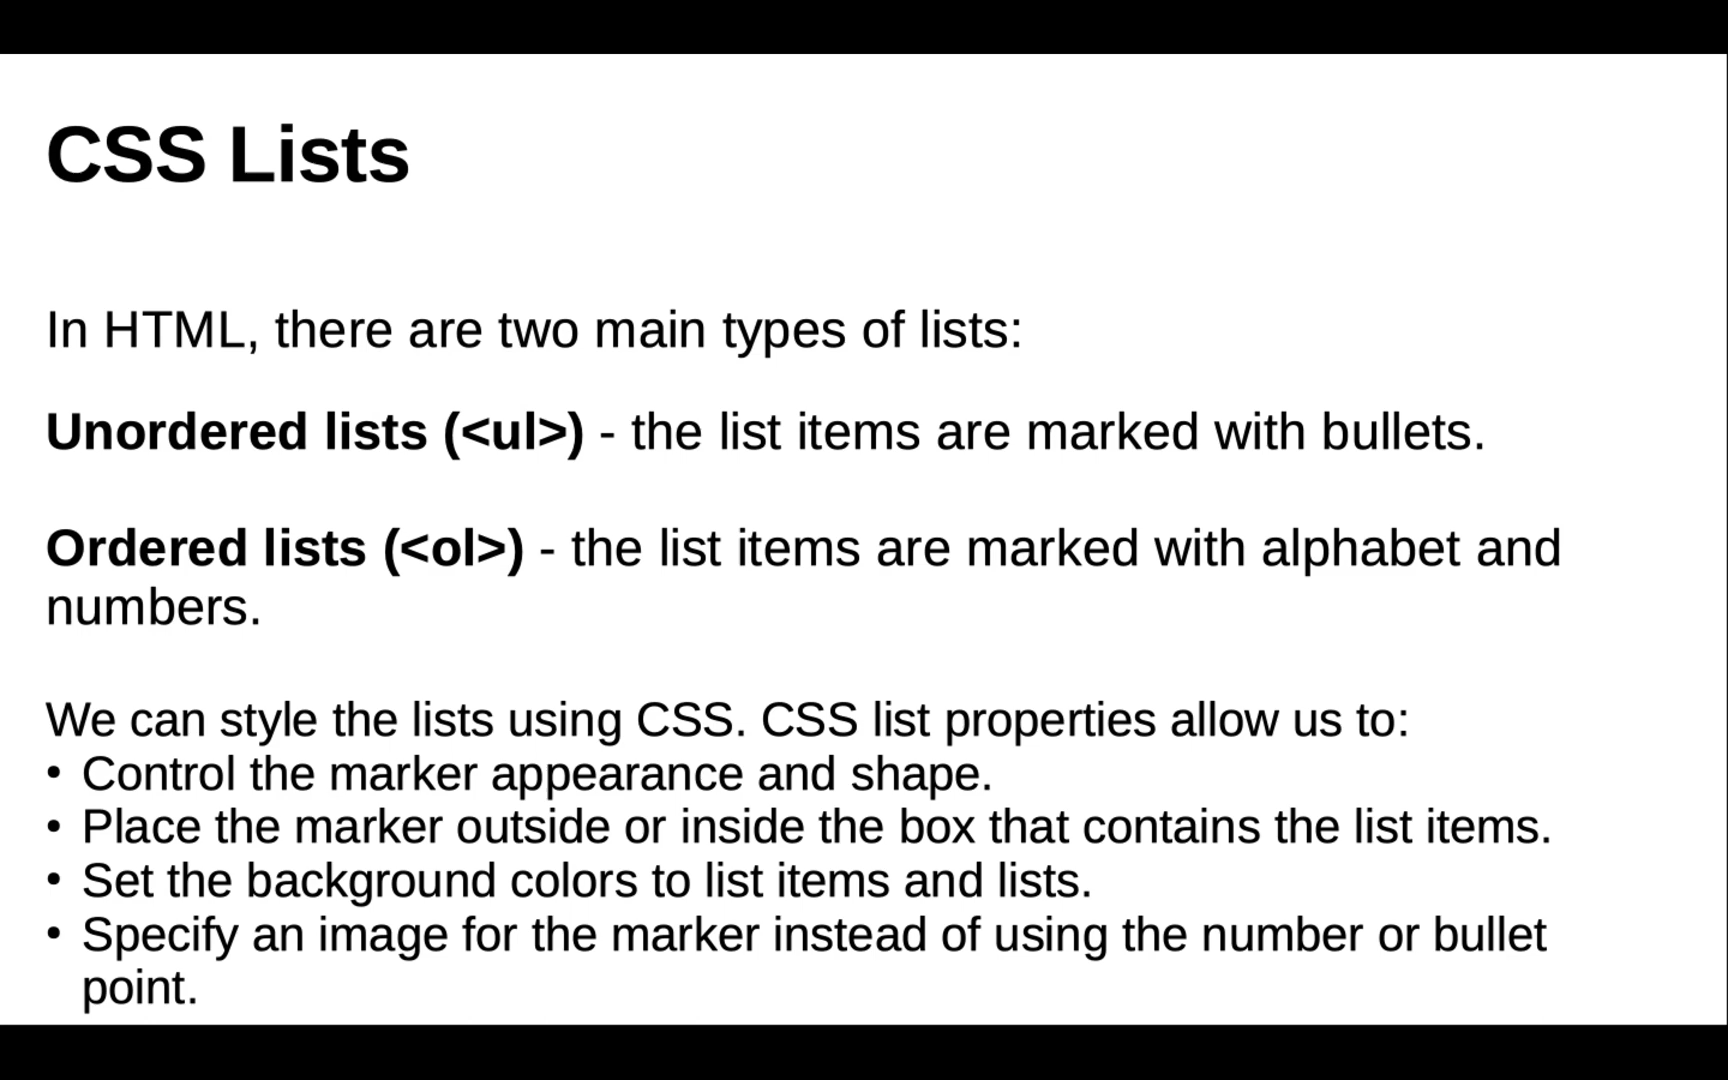 CSS Lists
In HTML, there are two main types of lists:
Unordered lists (<ul>) - the list items are marked with bullets.
Ordered lists (<ol>) - the list items are marked with alphabet and
numbers.
We can style the lists using CSS. CSS list properties allow us to:
• Control the marker appearance and shape.
• Place the marker outside or inside the box that contains the list items.
• Set the background colors to list items and lists.
• Specify an image for the marker instead of using the number or bullet
point.